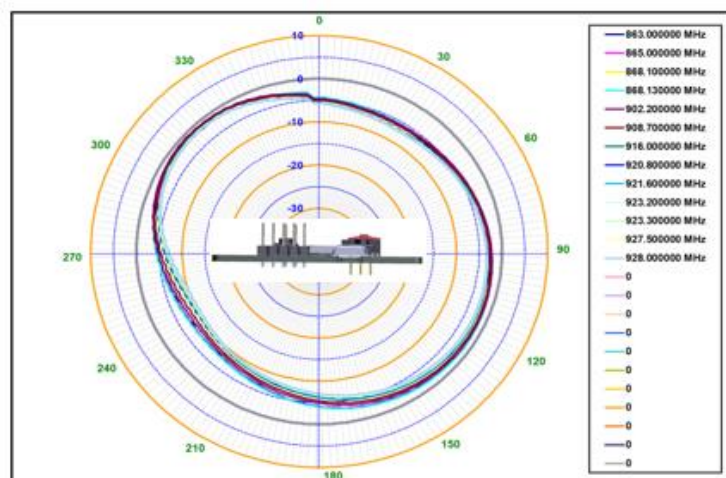 0
10
30
330
0
60
300
-10
-20
-30
270
90
240
120
210
150
180
863.000000 MHz
865.000000 MHz
868.100000 MHz
868.130000 MHz
902.200000 MHz
908.700000 MHz
916.000000 MHz
920.800000 MHz
921.600000 MHz
923.200000 MHz
923.300000 MHz
927.500000 MHz
928.000000 MHz
0
0
0
0
0
0
0
0
0
0
0